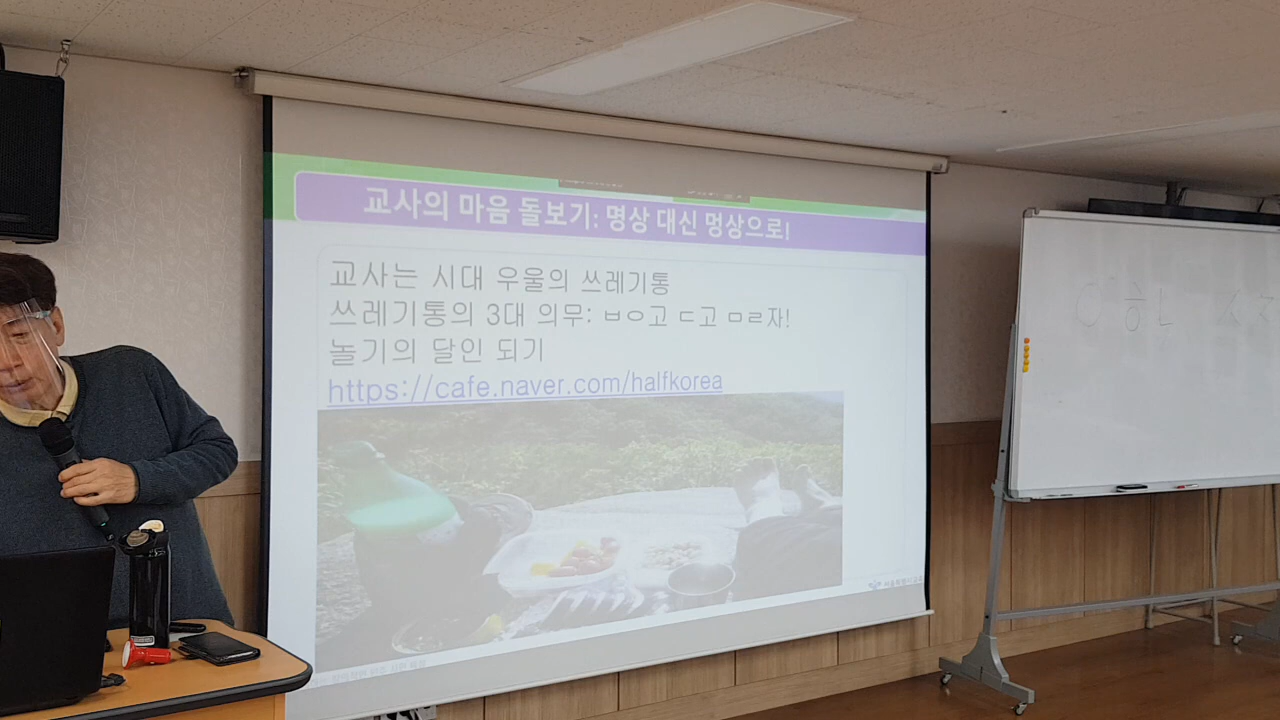 교사의 마음 돌보기: 명상 대신 멍상으로!
교사는 시대 우울의 쓰레기통
쓰레기통의 3대 의무: ㅂㅇ고 ㄷ고 ㅁㄹ자!
놀기의 달인 되기
https://cafe.naver.com/halfkorea